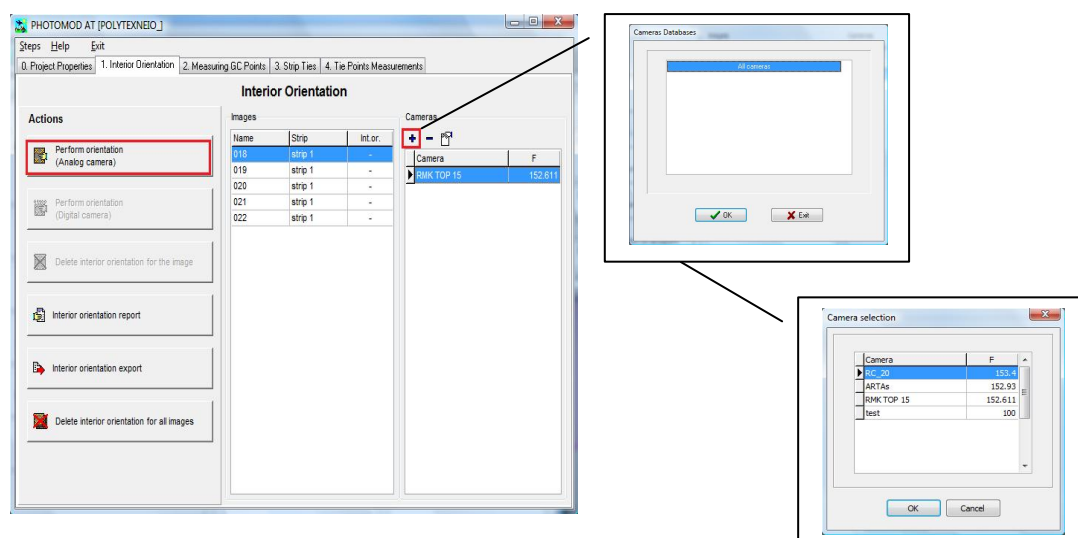 PHOTOMOD AT [POLYTEXNEIO_]
Steps Help Exit
0. Project Properties 1. Interior Orientation 2. Measuring GC Points 3. Strip Ties 4. Tie Points Measurements
Interior Orientation
Actions
Perform orientation
(Analog camera)
Perform orientation
(Digital camera)
Delete interior orientation for the image
Interior orientation report
Interior orientation export
Delete interior orientation for all images
Images
Name Strip Int.or.
018 strip 1 -
019 strip 1 -
020 strip 1 -
021 strip 1 -
022 strip 1 -
Cameras
Camera F
RMK TOP 15 152.611
Cameras Databases
All cameras
OK Exit
Camera selection
Camera F
RC_20 153.4
ARTAs 152.93
RMK TOP 15 152.611
test 100
OK Cancel